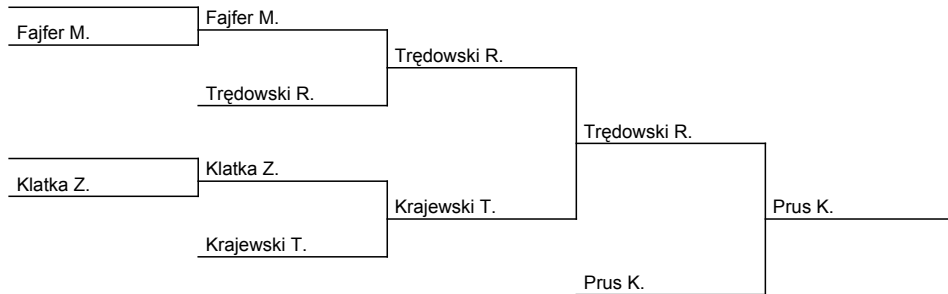 Fajfer M.
Fajfer M.
Trędowski R.
Trędowski R.
Trędowski R.
Klatka Z.
Klatka Z.
Krajewski T.
Prus K.
Krajewski T.
Prus K.